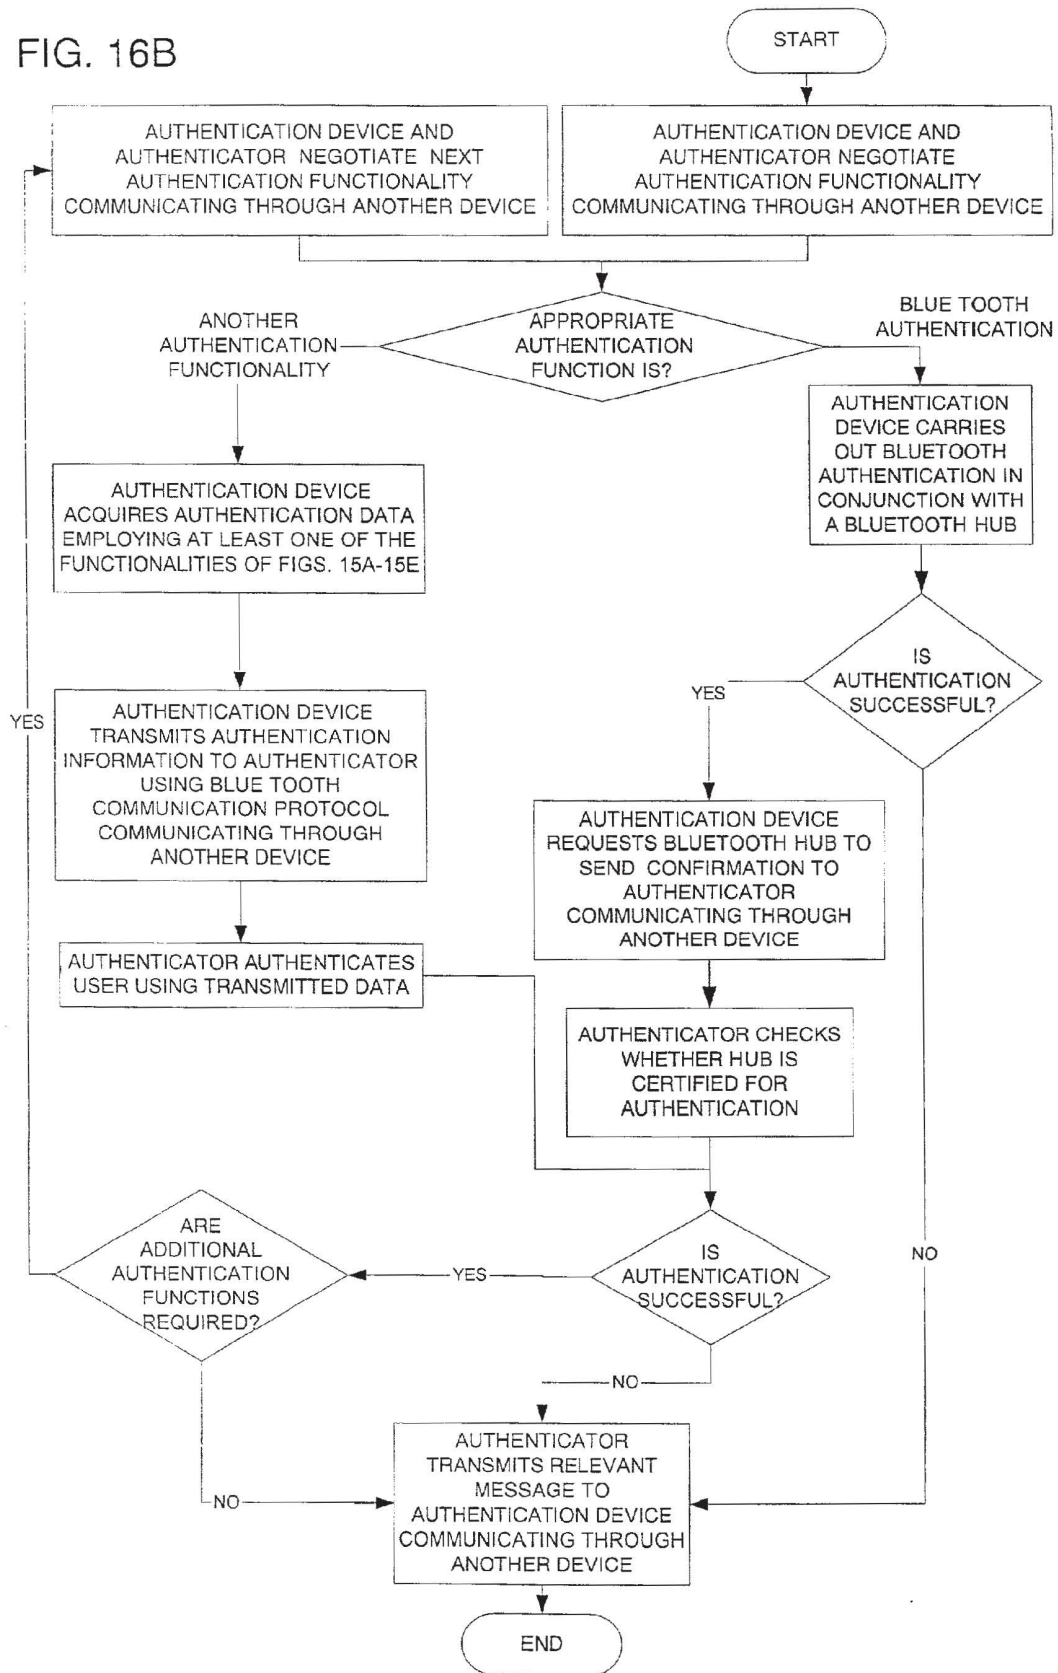 FIG. 16B
START
AUTHENTICATION DEVICE AND
AUTHENTICATOR NEGOTIATE NEXT
AUTHENTICATION FUNCTIONALITY
COMMUNICATING THROUGH ANOTHER DEVICE
AUTHENTICATION DEVICE AND
AUTHENTICATOR NEGOTIATE
AUTHENTICATION FUNCTIONALITY
COMMUNICATING THROUGH ANOTHER DEVICE
ANOTHER
AUTHENTICATION
FUNCTIONALITY
APPROPRIATE
AUTHENTICATION
FUNCTION IS?
BLUE TOOTH
AUTHENTICATION
AUTHENTICATION
DEVICE CARRIES
OUT BLUETOOTH
AUTHENTICATION IN
CONJUNCTION WITH
A BLUETOOTH HUB
AUTHENTICATION DEVICE
ACQUIRES AUTHENTICATION DATA
EMPLOYING AT LEAST ONE OF THE
FUNCTIONALITIES OF FIGS. 15A-15E
IS
AUTHENTICATION
SUCCESSFUL?
YES
YES
AUTHENTICATION DEVICE
TRANSMITS AUTHENTICATION
INFORMATION TO AUTHENTICATOR
USING BLUE TOOTH
COMMUNICATION PROTOCOL
COMMUNICATING THROUGH
ANOTHER DEVICE
AUTHENTICATION DEVICE
REQUESTS BLUETOOTH HUB TO
SEND CONFIRMATION TO
AUTHENTICATOR
COMMUNICATING THROUGH
ANOTHER DEVICE
AUTHENTICATOR AUTHENTICATES
USER USING TRANSMITTED DATA
AUTHENTICATOR CHECKS
WHETHER HUB IS
CERTIFIED FOR
AUTHENTICATION
ARE
ADDITIONAL
AUTHENTICATION
FUNCTIONS
REQUIRED?
YES
IS
AUTHENTICATION
SUCCESSFUL?
NO
NO
NO
AUTHENTICATOR
TRANSMITS RELEVANT
MESSAGE TO
AUTHENTICATION DEVICE
COMMUNICATING THROUGH
ANOTHER DEVICE
END